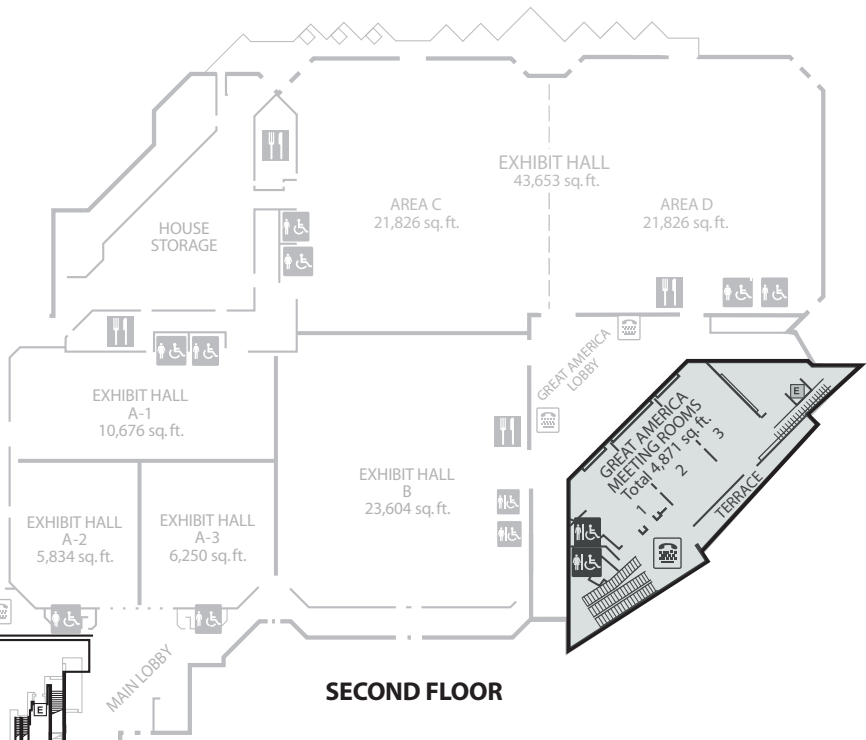 EXHIBIT HALL
43,653 sq. ft.
AREA C
21,826 sq. ft.
AREA D
21,826 sq. ft.
HOUSE
STORAGE
GREAT AMERICA
LOBBY
EXHIBIT HALL
A-1
10,676 sq. ft.
GREAT AMERICA
MEETING ROOMS
Total 4,871 sq. ft.
1
2
3
E
TERRACE
EXHIBIT HALL
B
23,604 sq. ft.
EXHIBIT HALL
A-2
5,834 sq. ft.
EXHIBIT HALL
A-3
6,250 sq. ft.
MAIN LOBBY
E
SECOND FLOOR